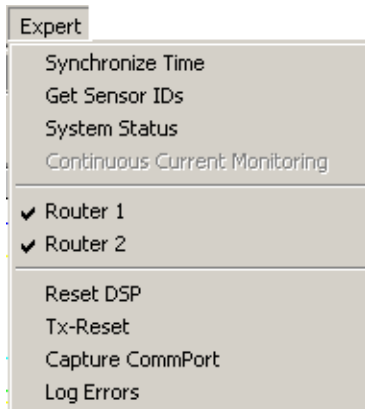 Expert
Synchronize Time
Get Sensor IDs
System Status
Continuous Current Monitoring
Router 1
Router 2
Reset DSP
Tx-Reset
Capture CommPort
Log Errors